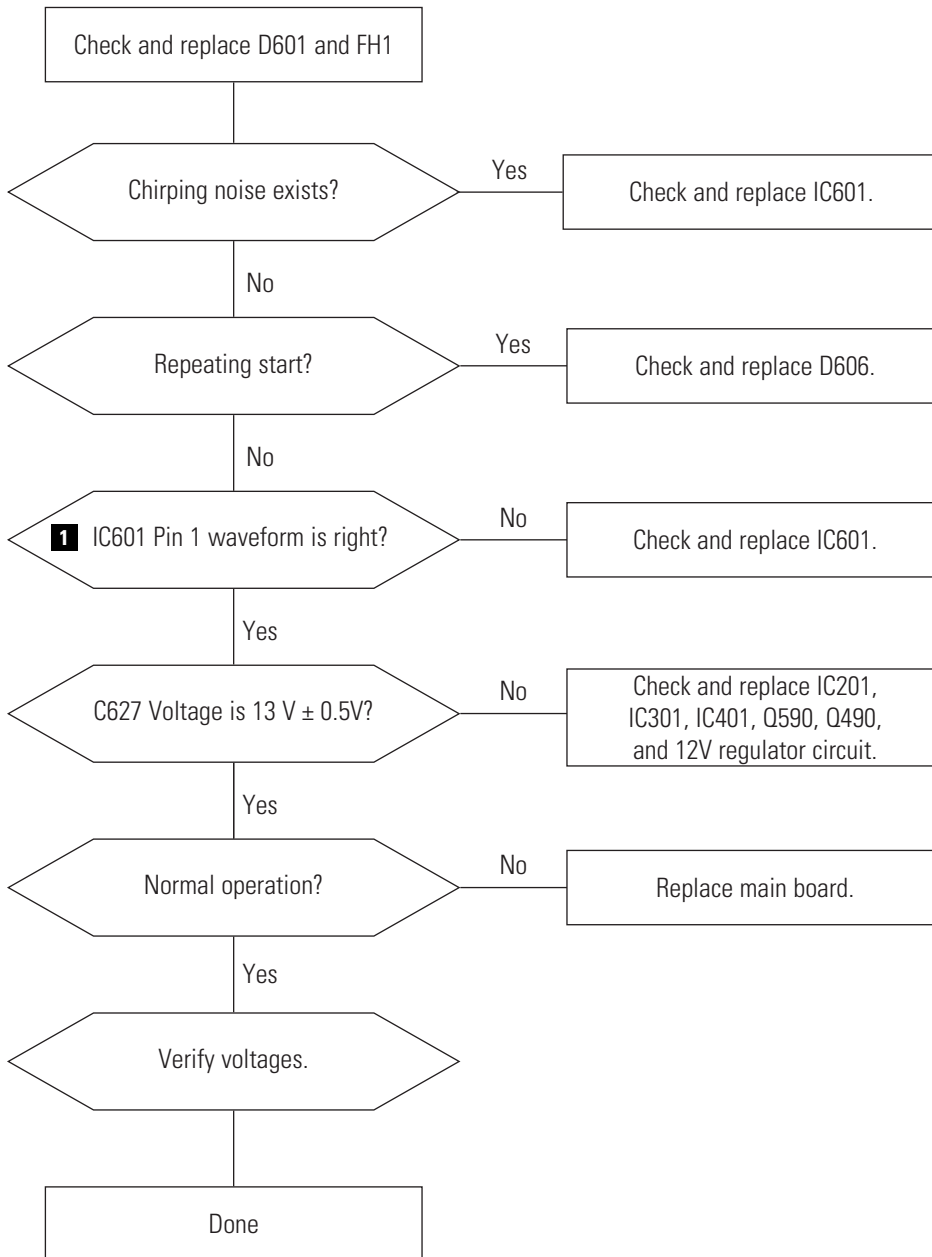 Check and replace D601 and FH1
Chirping noise exists?
Yes
Check and replace IC601.
No
Repeating start?
Yes
Check and replace D606.
No
1 IC601 Pin 1 waveform is right?
No
Check and replace IC601.
Yes
C627 Voltage is 13 V ± 0.5V?
No
Check and replace IC201,
IC301, IC401, Q590, Q490,
and 12V regulator circuit.
Yes
Normal operation?
No
Replace main board.
Yes
Verify voltages.
Done